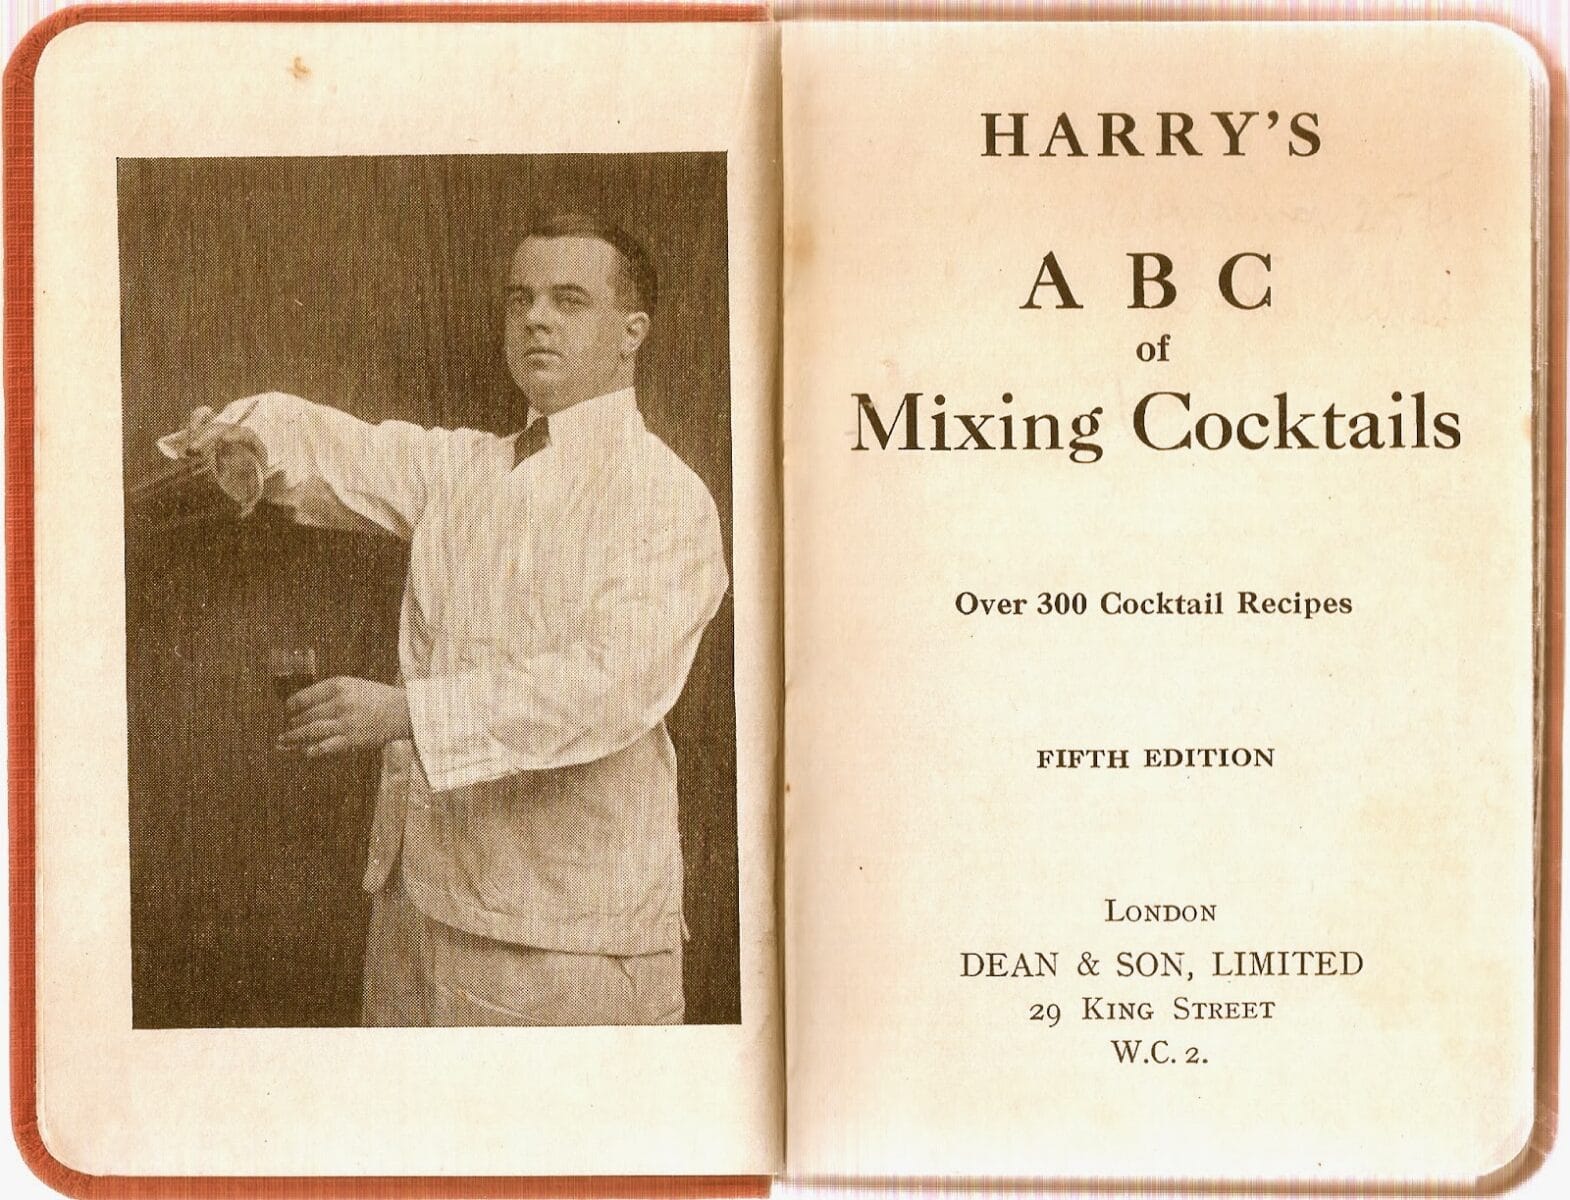 HARRY'S
A B C
of
Mixing Cocktails
Over 300 Cocktail Recipes
FIFTH EDITION
London
DEAN & SON, LIMITED
29 King Street
W.C. 2.